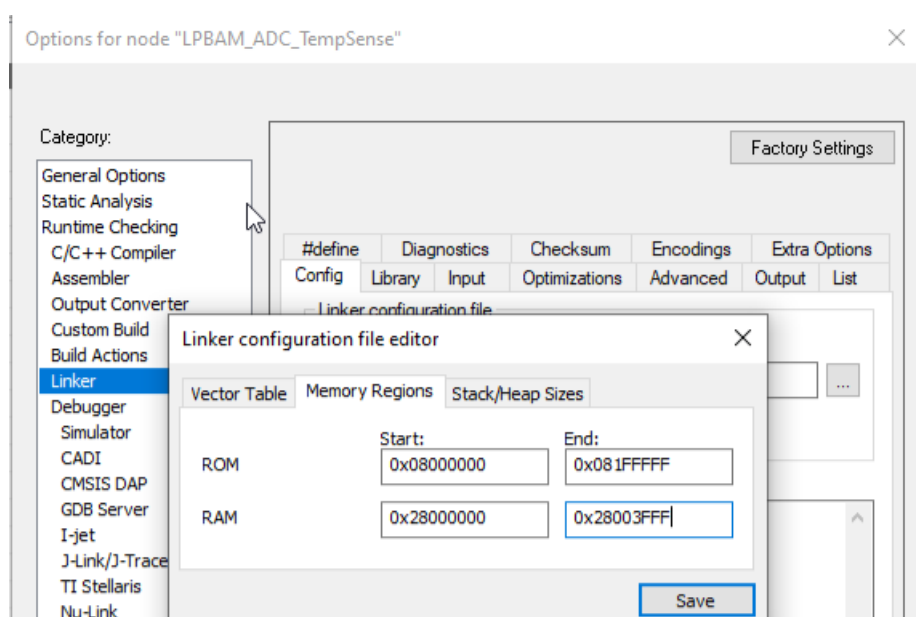 Options for node "LPBAM_ADC_TempSense"
Category:
Factory Settings
General Options
Static Analysis
Runtime Checking
C/C++ Compiler
Assembler
Output Converter
Custom Build
Build Actions
Linker
Debugger
Simulator
CADI
CMSIS DAP
GDB Server
I-jet
J-Link/J-Trace
TI Stellaris
Nu-Link
#define Diagnostics Checksum Encodings Extra Options
Config Library Input Optimizations Advanced Output List
Linker configuration file
...
Linker configuration file editor
Vector Table Memory Regions Stack/Heap Sizes
Start: End:
ROM 0x08000000 0x081FFFFF
RAM 0x28000000 0x28003FFF
Save